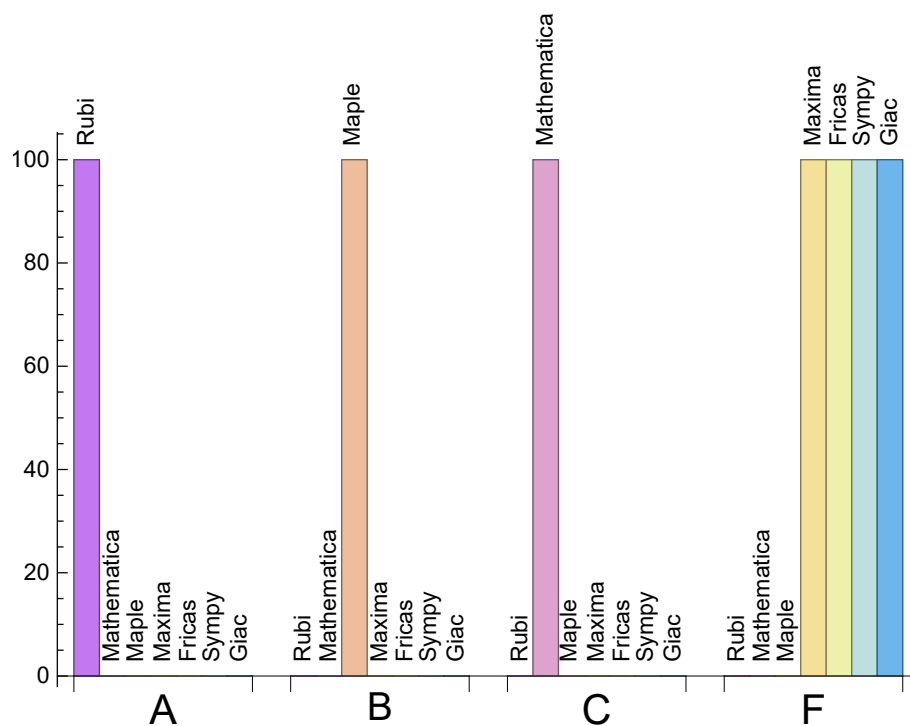 Rubi
Mathematica
Maple
Maxima
Fricas
Sympy
Giac
Rubi
Mathematica
Maple
Maxima
Fricas
Sympy
Giac
Rubi
Mathematica
Maple
Maxima
Fricas
Sympy
Giac
Rubi
Mathematica
Maple
Maxima
Fricas
Sympy
Giac
100
80
60
40
20
0
A B C F